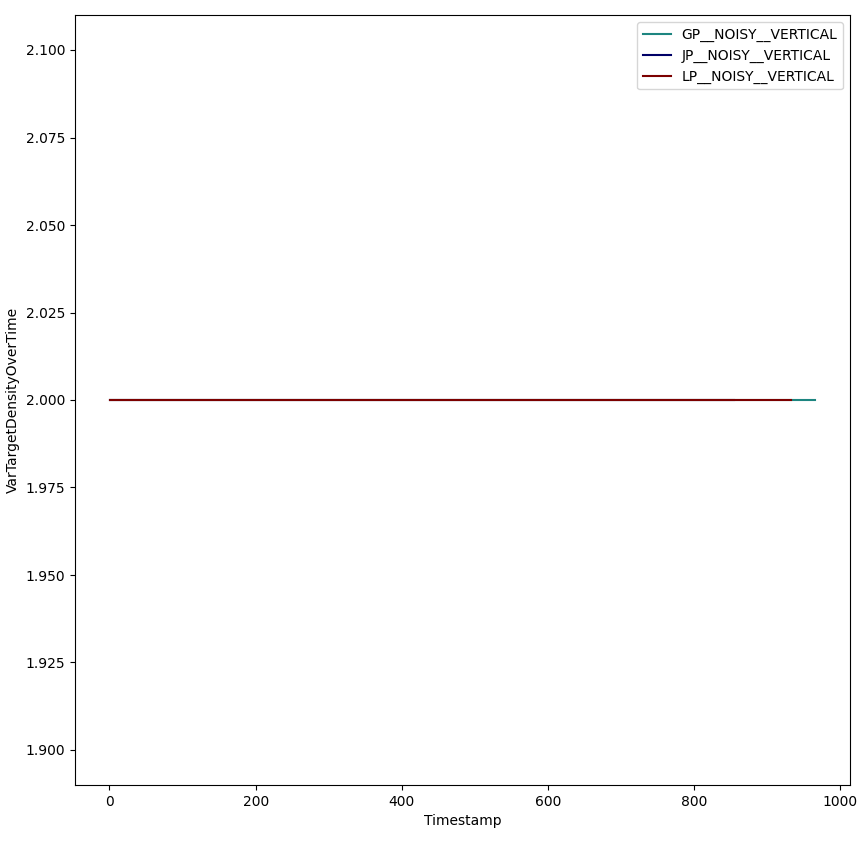 GP__NOISY__VERTICAL
JP__NOISY__VERTICAL
LP__NOISY__VERTICAL
2.100
2.075
2.050
2.025
2.000
1.975
1.950
1.925
1.900
VarTargetDensityOverTime
0 200 400 600 800 1000
Timestamp